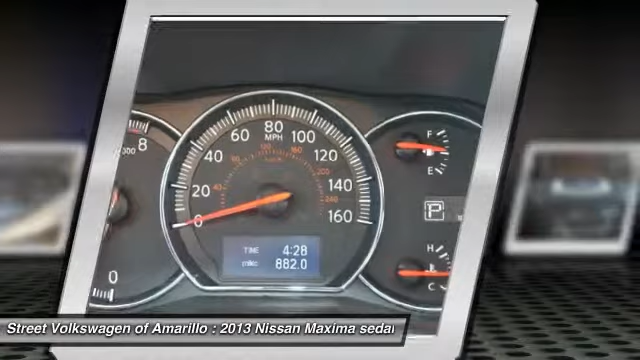 F
80
8
60
MPH
100
300
40
120
E
20
140
P
0
160
H
TIME 4:28
miles 882.0
0
C
Street Volkswagen of Amarillo : 2013 Nissan Maxima sedan